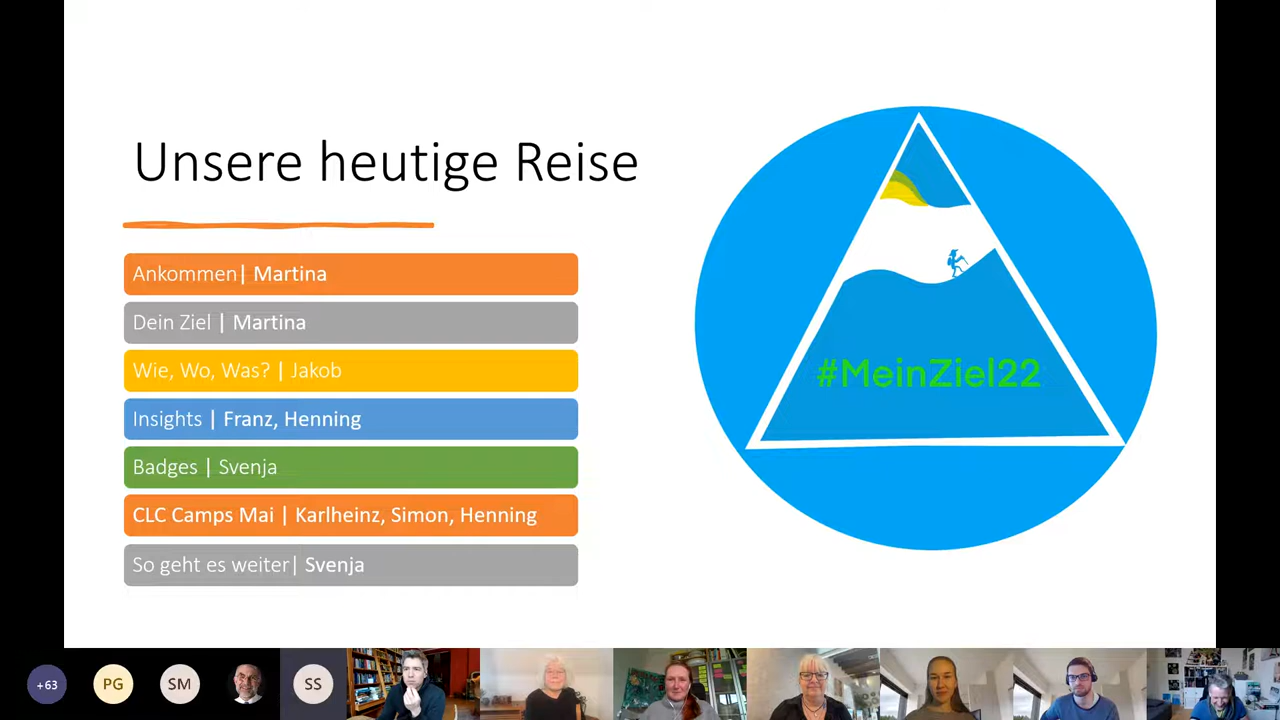 Unsere heutige Reise
Ankommen| Martina
Dein Ziel | Martina
Wie, Wo, Was? | Jakob
Insights | Franz, Henning
Badges | Svenja
CLC Camps Mai | Karlheinz, Simon, Henning
So geht es weiter| Svenja
#MeinZiel22
+63
PG
SM
SS